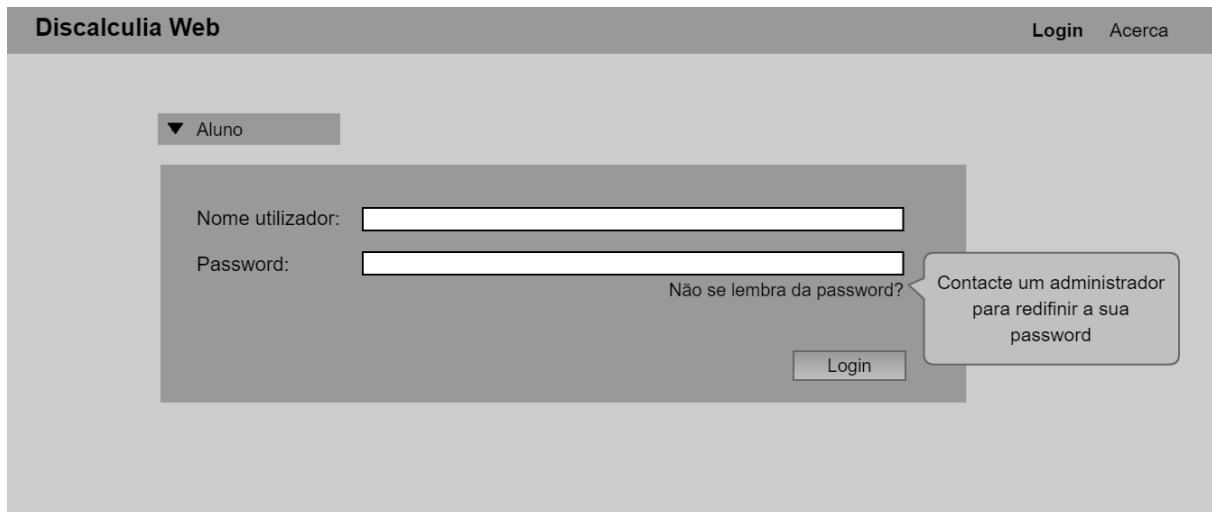 Discalculia Web
Login Acerca
Aluno
Nome utilizador:
Password:
Não se lembra da password?
Contacte um administrador
para redifinir a sua
password
Login